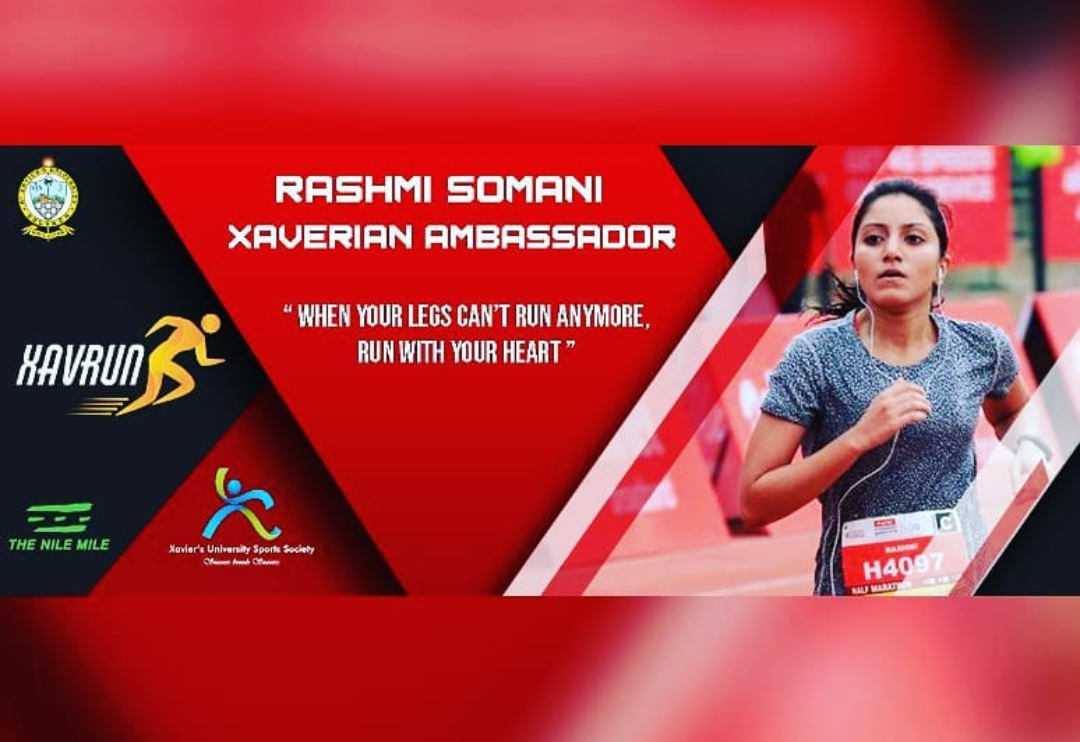 RASHMI SOMANI
XAVERIAN AMBASSADOR
“ WHEN YOUR LEGS CAN’T RUN ANYMORE,
RUN WITH YOUR HEART ”
XAVRUN
THE NILE MILE
Xavier's University Sports Society
RASHMI
H4097
HALF MARATHON